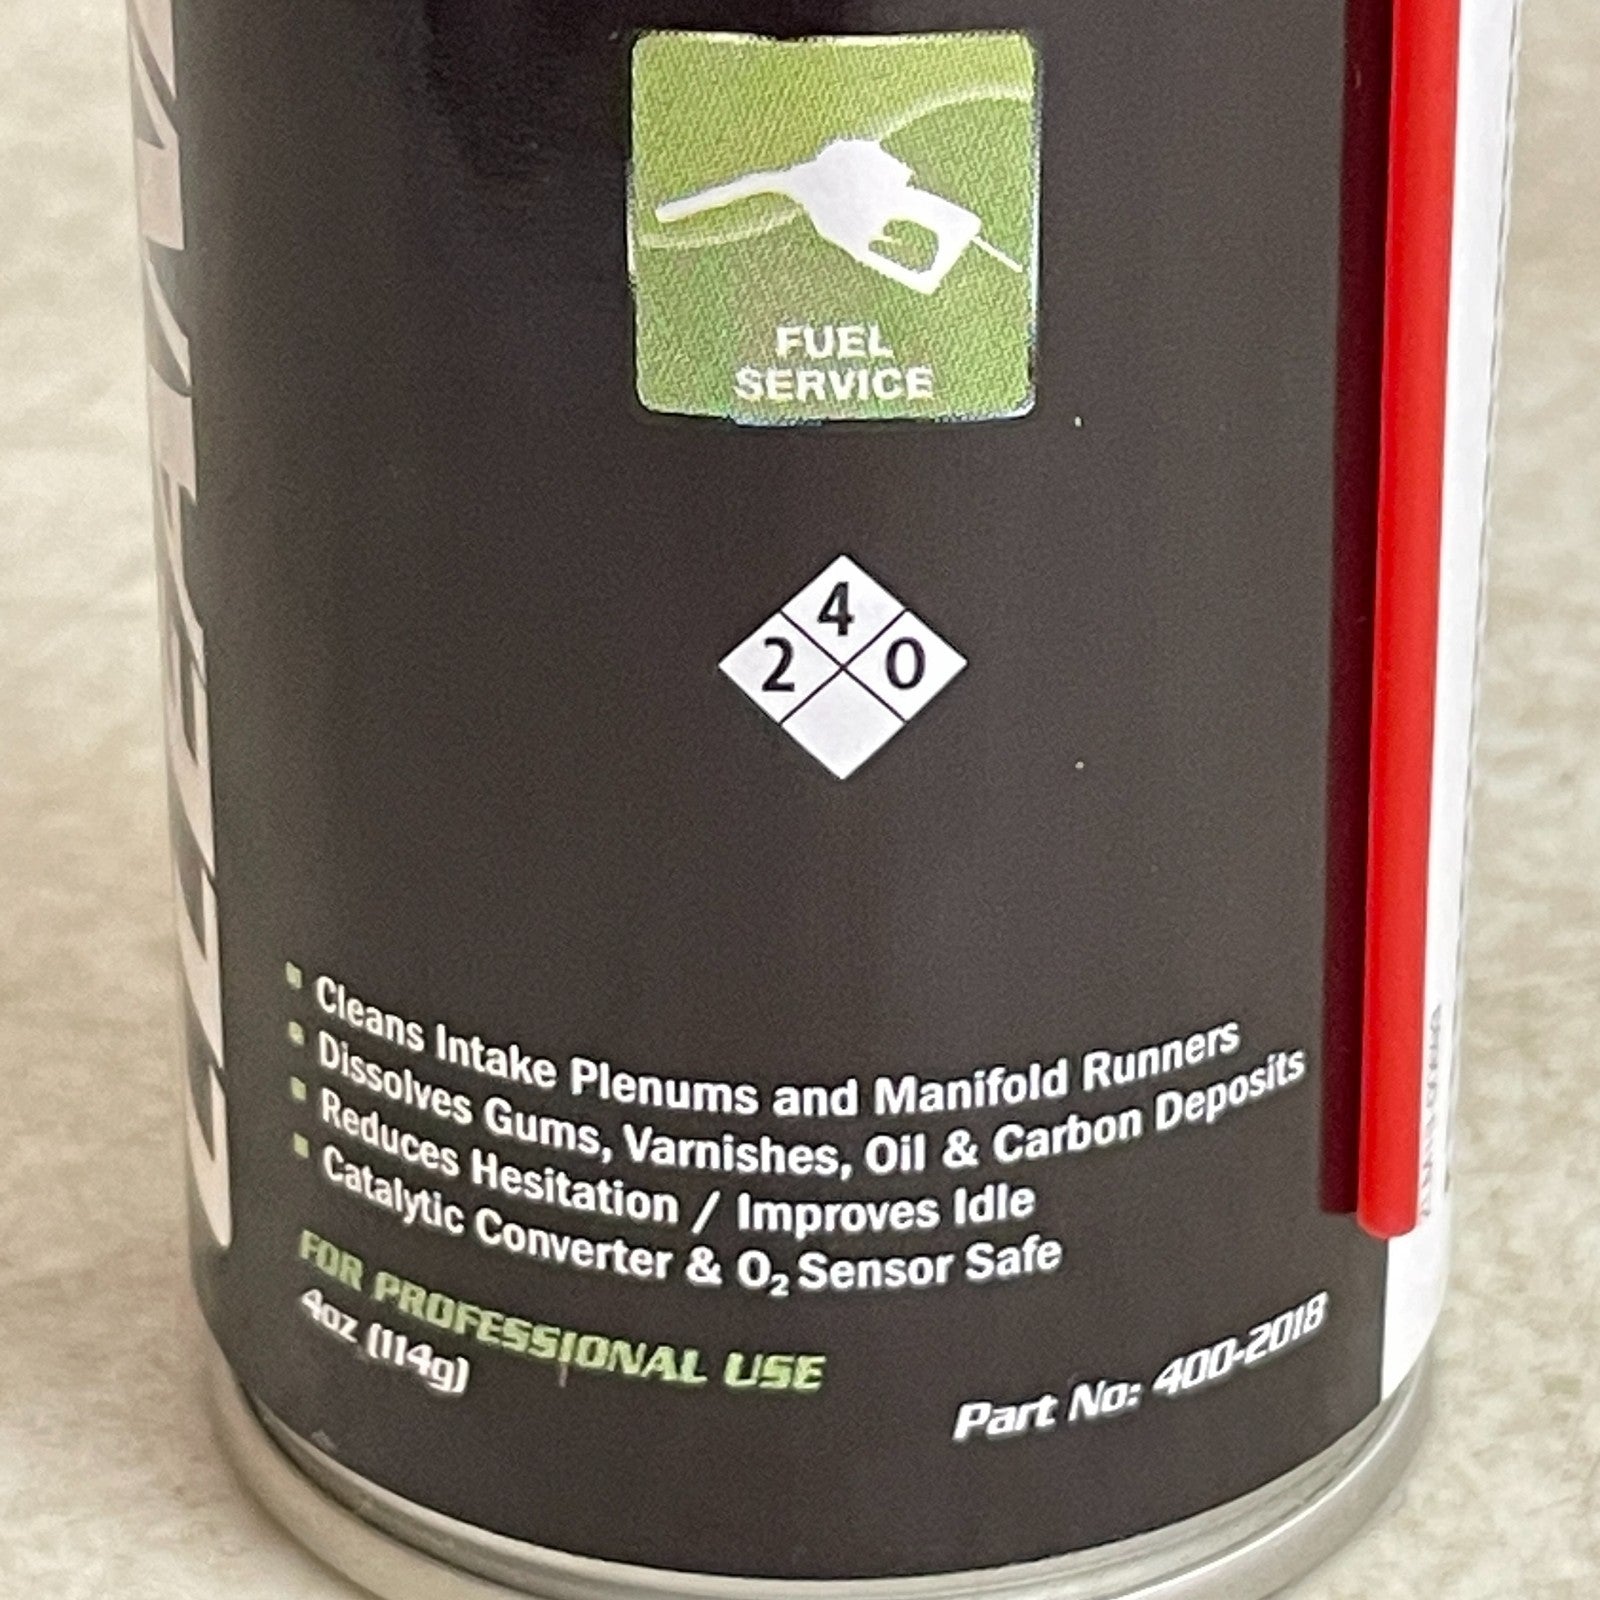 FUEL
SERVICE
4
2 0
Cleans Intake Plenums and Manifold Runners
Dissolves Gums, Varnishes, Oil & Carbon Deposits
Reduces Hesitation / Improves Idle
Catalytic Converter & O₂ Sensor Safe
FOR PROFESSIONAL USE
4oz (114g)
Part No: 400-2018